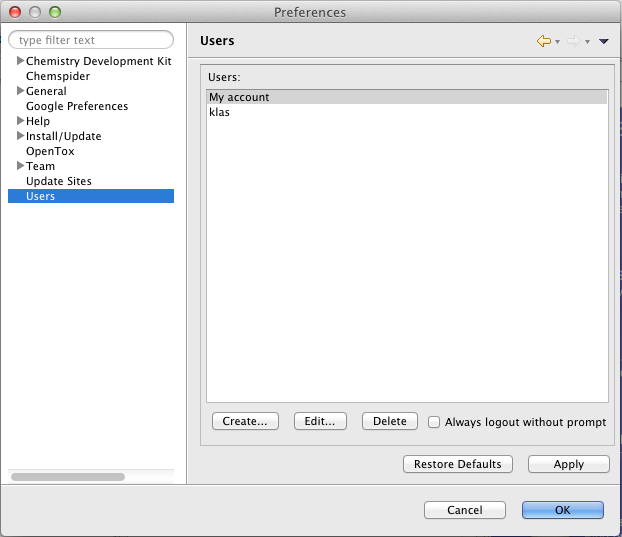 Preferences
type filter text
Chemistry Development Kit
Chemspider
General
Google Preferences
Help
Install/Update
OpenTox
Team
Update Sites
Users
Users
Users:
My account
klas
Create...
Edit...
Delete
Always logout without prompt
Restore Defaults
Apply
Cancel
OK